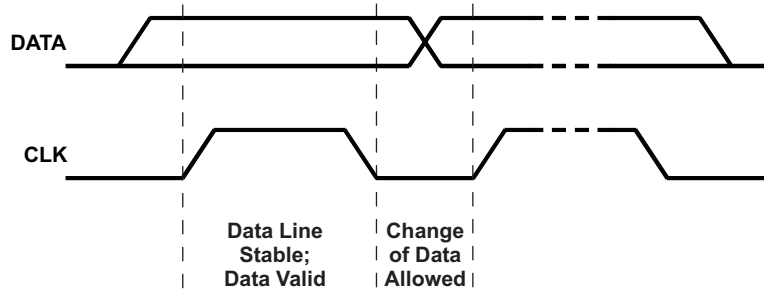 DATA
CLK
Data Line
Stable;
Data Valid
Change
of Data
Allowed